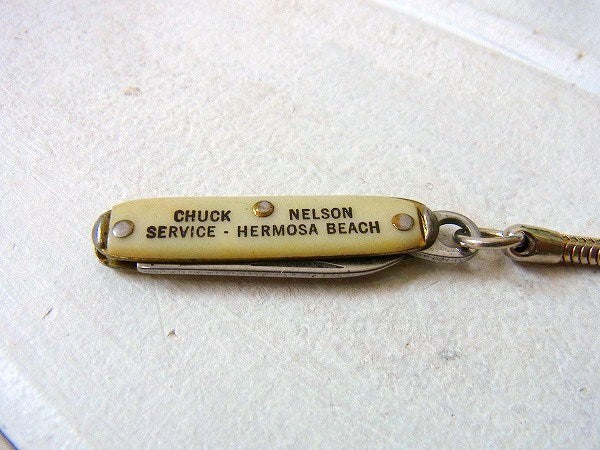 CHUCK NELSON
SERVICE - HERMOSA BEACH